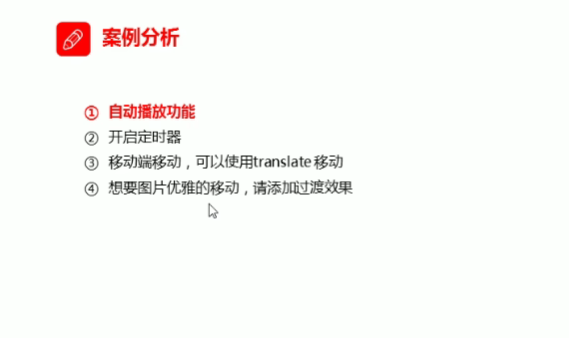 案例分析
① 自动播放功能
② 开启定时器
③ 移动端移动，可以使用translate 移动
④ 想要图片优雅的移动，请添加过渡效果